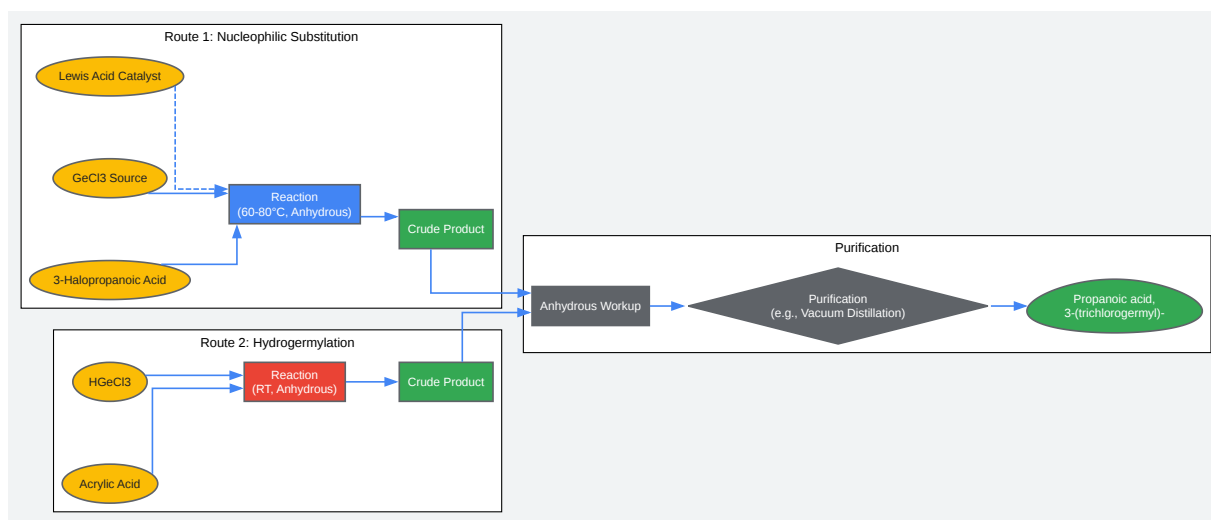 Route 1: Nucleophilic Substitution
Lewis Acid Catalyst
GeCl3 Source
3-Halopropanoic Acid
Reaction
(60-80°C, Anhydrous)
Crude Product
Route 2: Hydrogermylation
HGeCl3
Acrylic Acid
Reaction
(RT, Anhydrous)
Crude Product
Purification
Anhydrous Workup
Purification
(e.g., Vacuum Distillation)
Propanoic acid,
3-(trichlorogermyl)-